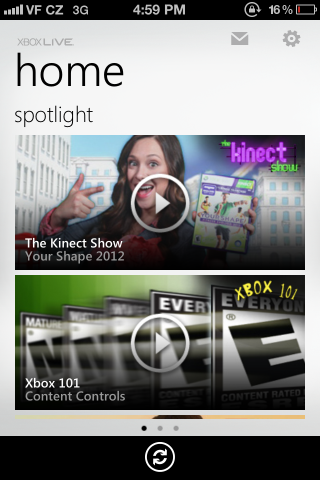 VF CZ 3G 4:59 PM 16%
XBOX LIVE
home
spotlight
the
kinect
show
The Kinect Show
Your Shape 2012
XBOX 101
EVERYONE
E
CONTENT RATED
MATURE
EVERY
Xbox 101
Content Controls